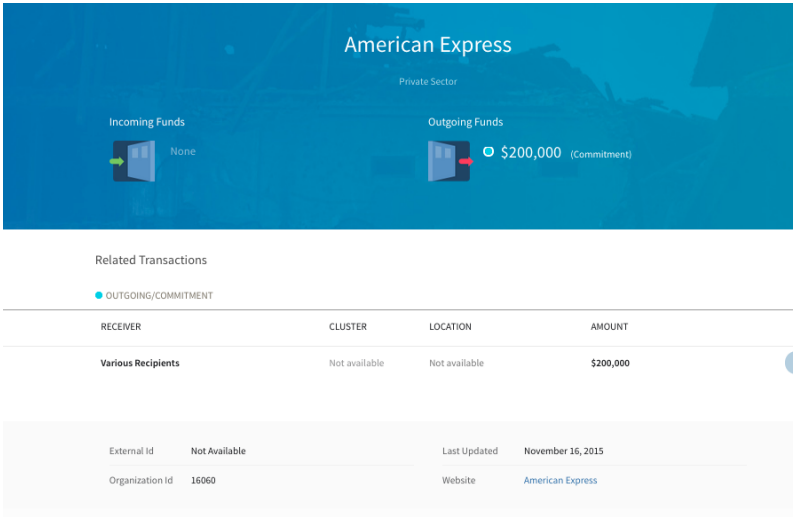 American Express
Private Sector
Incoming Funds
None
Outgoing Funds
$200,000 (Commitment)
Related Transactions
OUTGOING/COMMITMENT
RECEIVER CLUSTER LOCATION AMOUNT
Various Recipients Not available Not available $200,000
External Id Not Available Last Updated November 16, 2015
Organization Id 16060 Website American Express